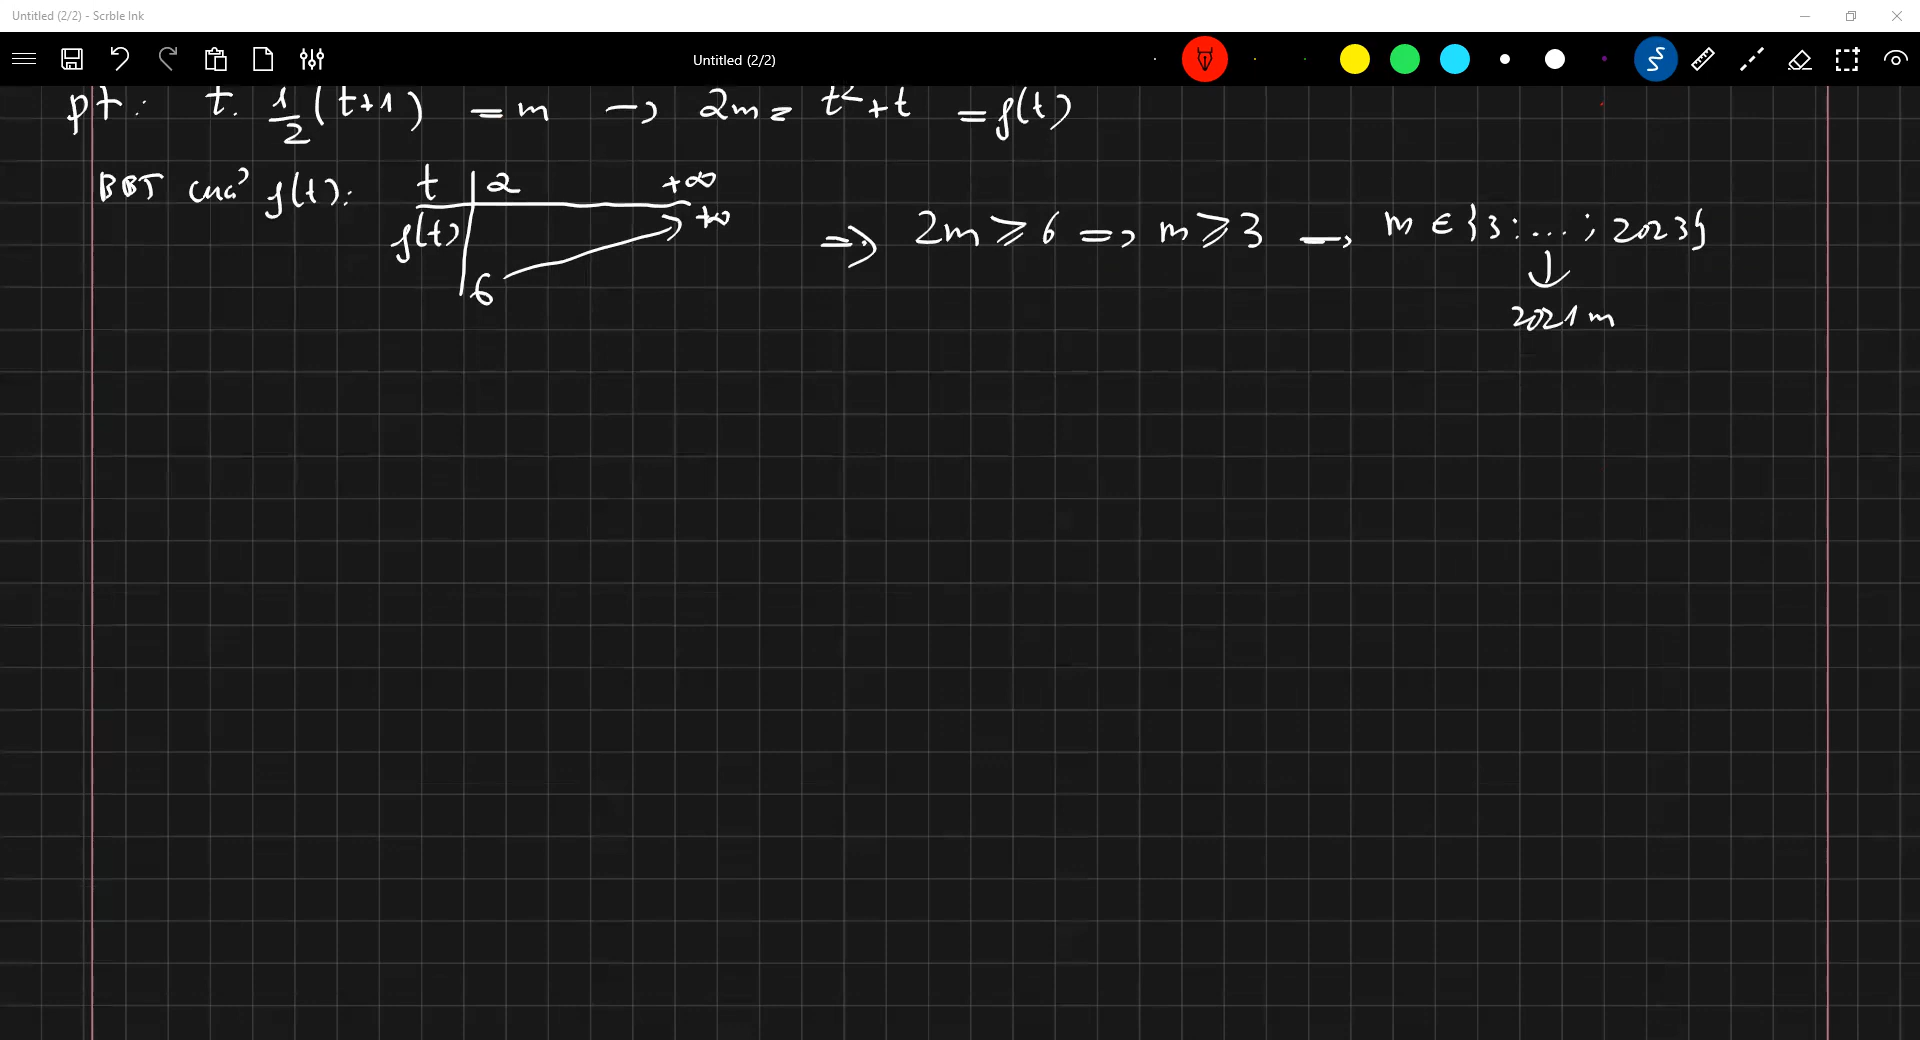 Untitled (2/2) - Scrble Ink
Untitled (2/2)
pt: t. 1/2 (t+1) = m → 2m = t² + t = f(t)
BBT của f(t): t | 2 +∞
f(t) | 6 → +∞
⇒ 2m ⩾ 6 ⇒ m ⩾ 3 → m ∈ {3; ...; 2023}
↓
2021 m